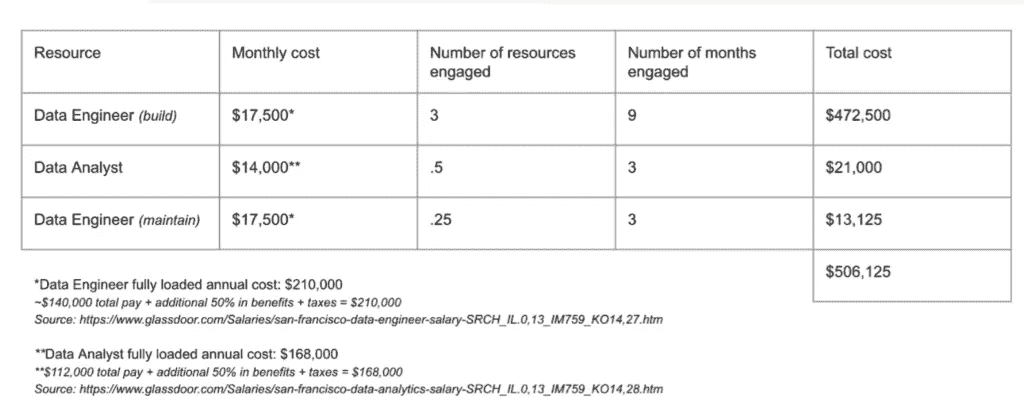 Resource Monthly cost Number of resources engaged Number of months engaged Total cost
Data Engineer (build) $17,500* 3 9 $472,500
Data Analyst $14,000** .5 3 $21,000
Data Engineer (maintain) $17,500* .25 3 $13,125
$506,125
*Data Engineer fully loaded annual cost: $210,000
~$140,000 total pay + additional 50% in benefits + taxes = $210,000
Source: https://www.glassdoor.com/Salaries/san-francisco-data-engineer-salary-SRCH_IL.0,13_IM759_KO14,27.htm
**Data Analyst fully loaded annual cost: $168,000
**$112,000 total pay + additional 50% in benefits + taxes = $168,000
Source: https://www.glassdoor.com/Salaries/san-francisco-data-analytics-salary-SRCH_IL.0,13_IM759_KO14,28.htm